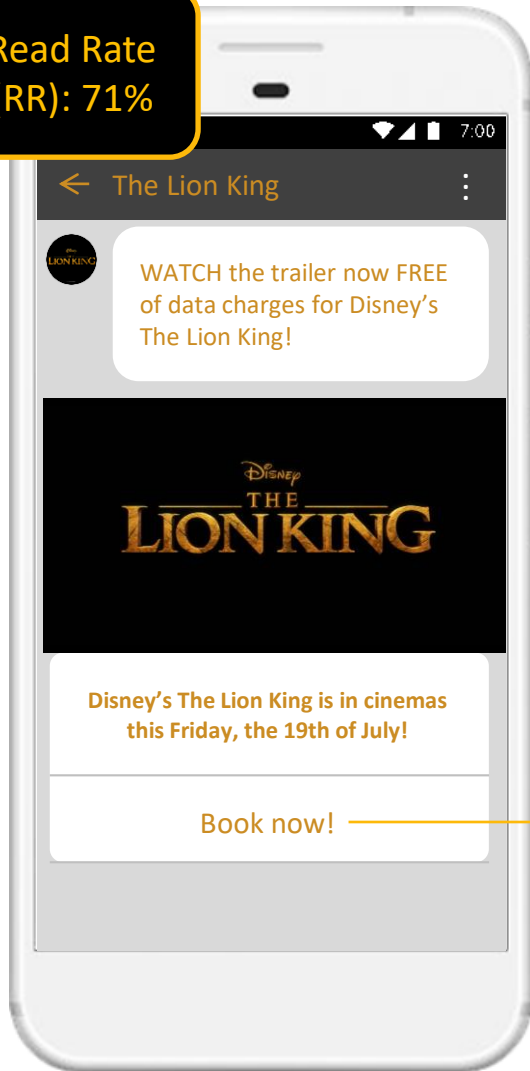 Read Rate
(RR): 71%
7:00
The Lion King
LION KING
WATCH the trailer now FREE
of data charges for Disney’s
The Lion King!
Disney
THE
LION KING
Disney’s The Lion King is in cinemas
this Friday, the 19th of July!
Book now!